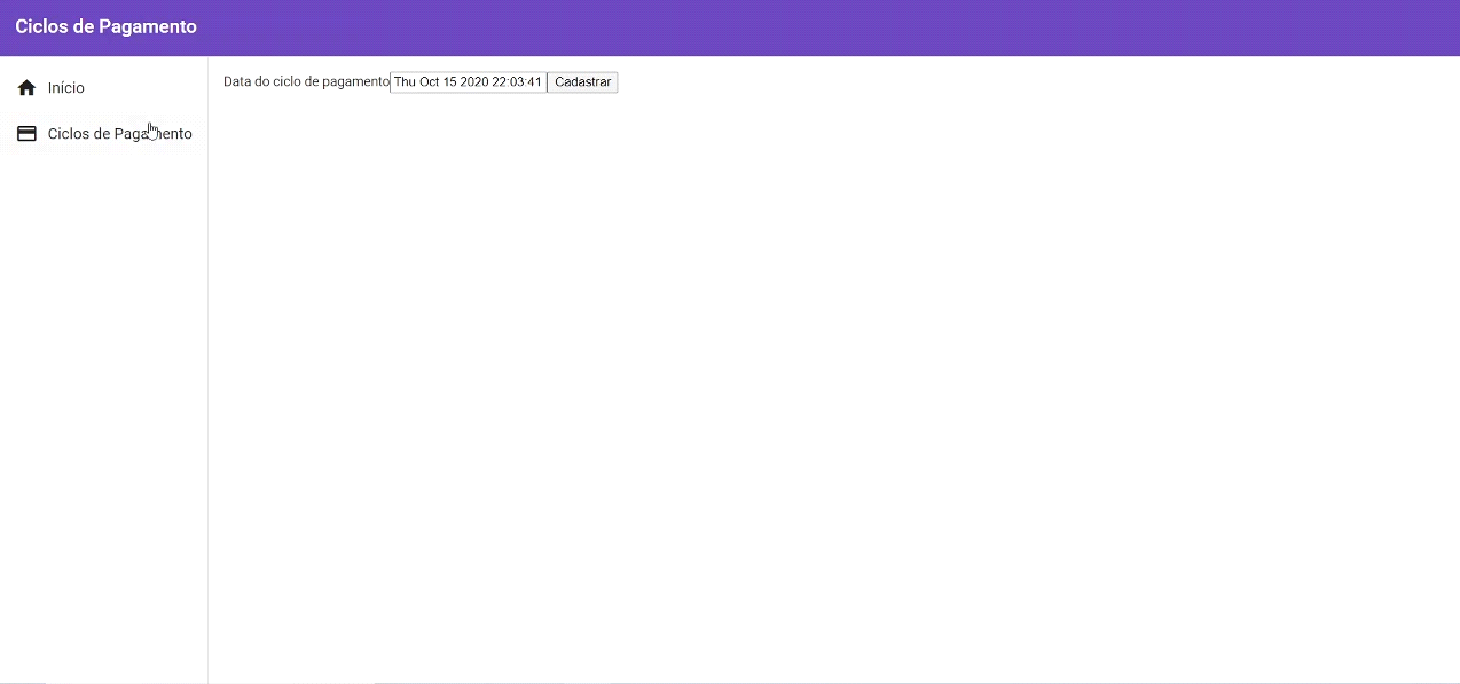 Ciclos de Pagamento
Início
Data do ciclo de pagamento Thu Oct 15 2020 22:03:41 Cadastrar
Ciclos de Pagamento